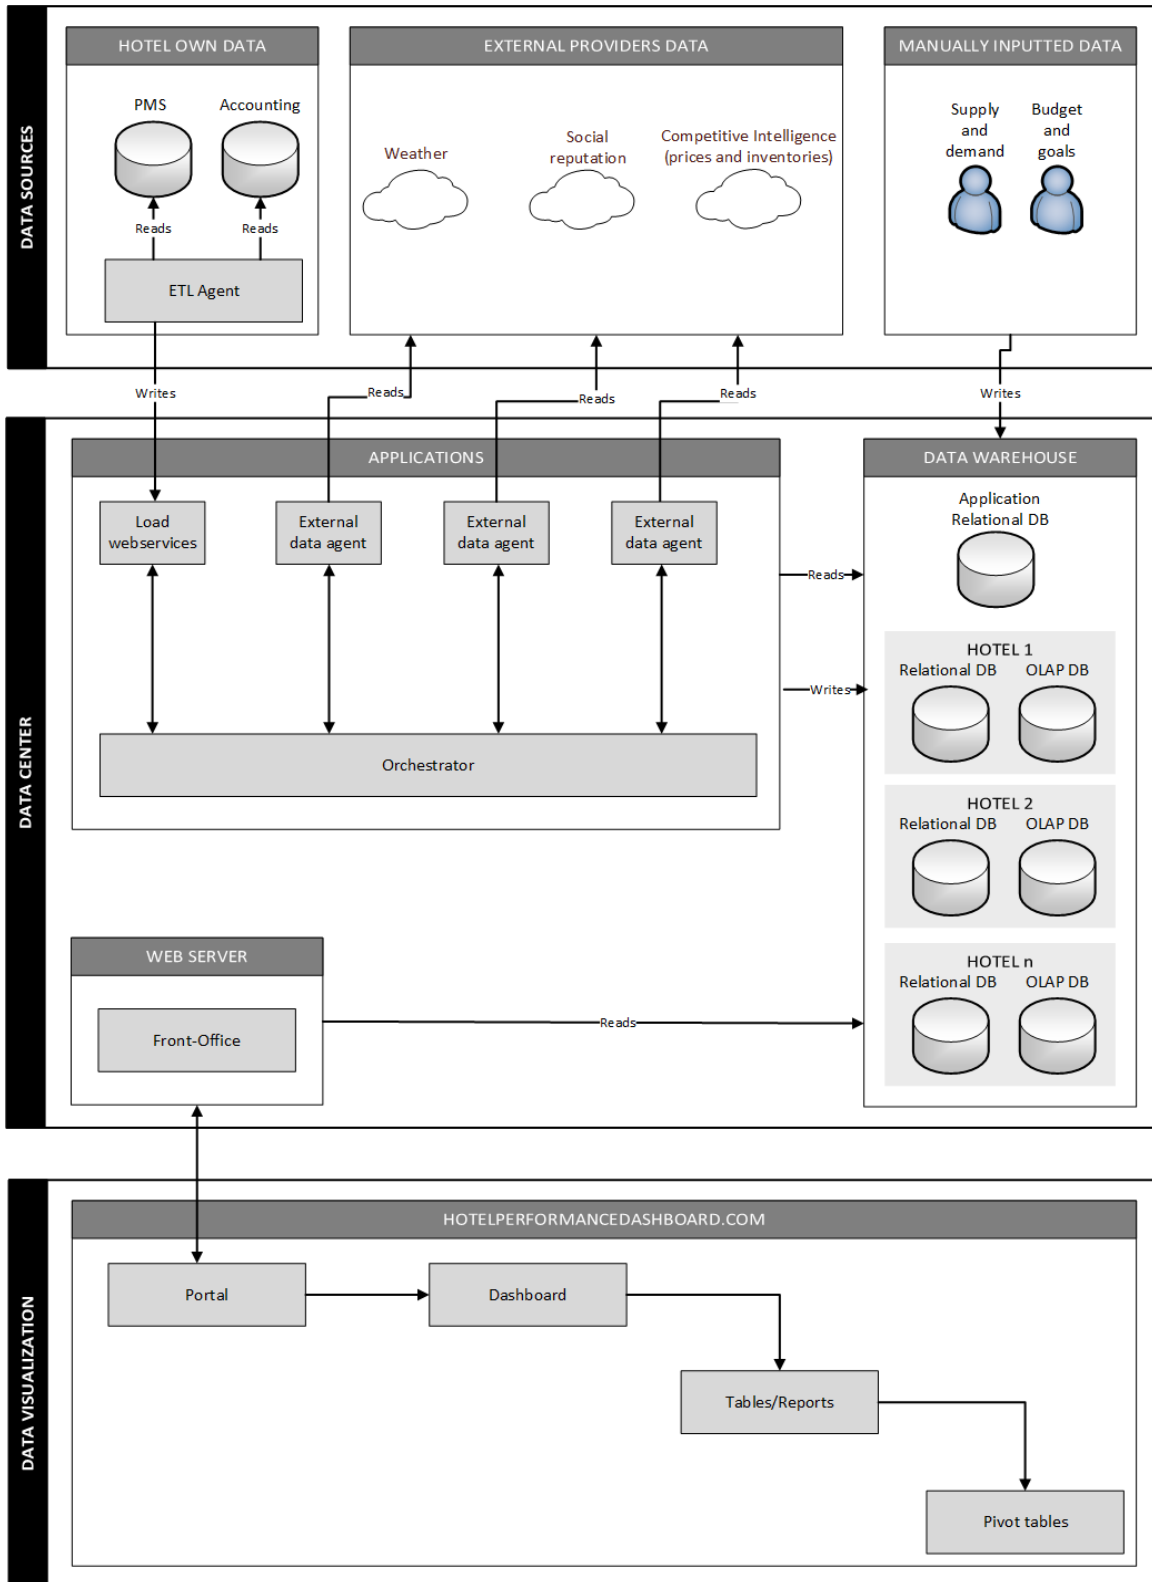 DATA SOURCES
HOTEL OWN DATA
EXTERNAL PROVIDERS DATA
MANUALLY INPUTTED DATA
PMS
Accounting
Reads
Reads
ETL Agent
Weather
Social
reputation
Competitive Intelligence
(prices and inventories)
Supply
and
demand
Budget
and
goals
Writes
Reads
Reads
Reads
Writes
DATA CENTER
APPLICATIONS
Load
webservices
External
data agent
External
data agent
External
data agent
Orchestrator
Reads
Writes
DATA WAREHOUSE
Application
Relational DB
HOTEL 1
Relational DB
OLAP DB
HOTEL 2
Relational DB
OLAP DB
HOTEL n
Relational DB
OLAP DB
WEB SERVER
Front-Office
Reads
DATA VISUALIZATION
HOTELPERFORMANCEDASHBOARD.COM
Portal
Dashboard
Tables/Reports
Pivot tables